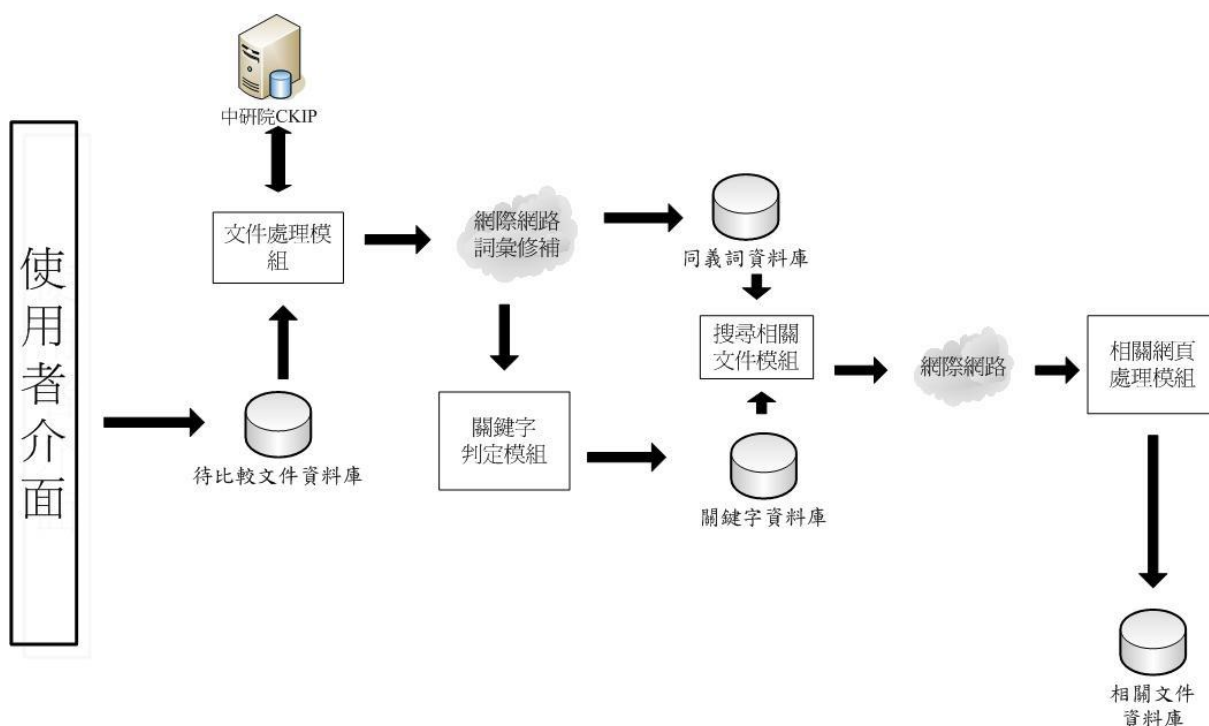 使用者介面
中研院CKIP
文件處理模
組
待比較文件資料庫
網際網路
詞彙修補
關鍵字
判定模組
同義詞資料庫
搜尋相關
文件模組
關鍵字資料庫
網際網路
相關網頁
處理模組
相關文件
資料庫